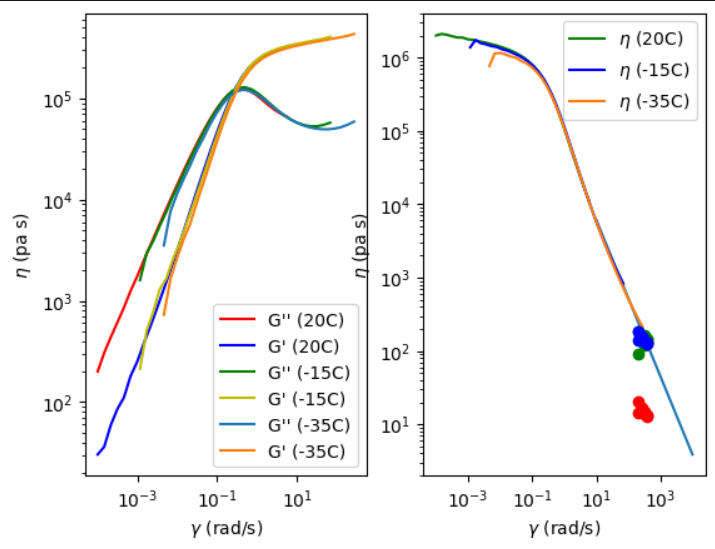 10^5
10^4
10^3
10^2
η (pa s)
G'' (20C)
G' (20C)
G'' (-15C)
G' (-15C)
G'' (-35C)
G' (-35C)
10^-3
10^-1
10^1
γ (rad/s)
10^6
10^5
10^4
10^3
10^2
10^1
η (pa s)
η (20C)
η (-15C)
η (-35C)
10^-3
10^-1
10^1
10^3
γ (rad/s)